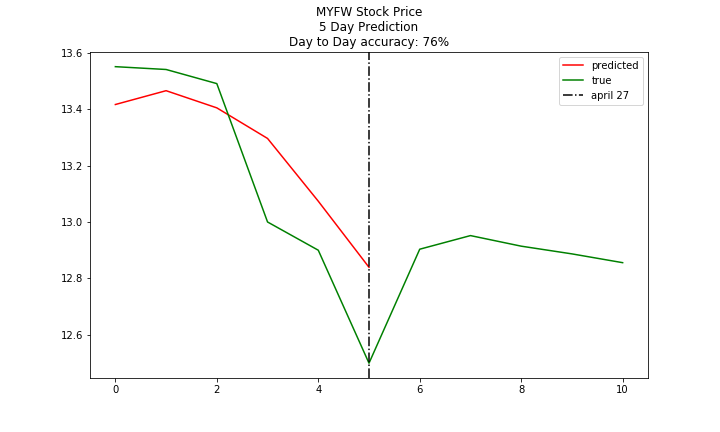 MYFW Stock Price
5 Day Prediction
Day to Day accuracy: 76%
predicted
true
april 27
13.6
13.4
13.2
13.0
12.8
12.6
0 2 4 6 8 10